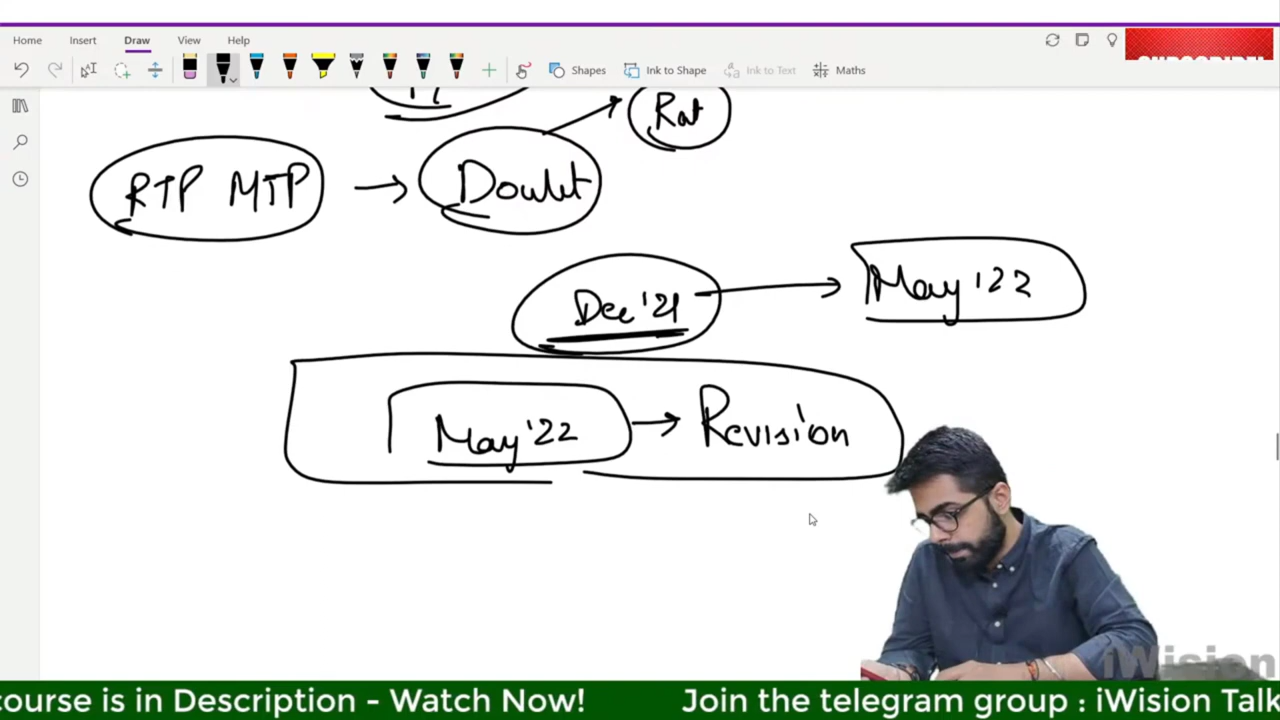 Home Insert Draw View Help
Shapes Ink to Shape Ink to Text Maths
Rat
RTP MTP → Doubt
Dec '21 → May '22
May '22 → Revision
iWision
course is in Description - Watch Now! Join the telegram group : iWision Talk